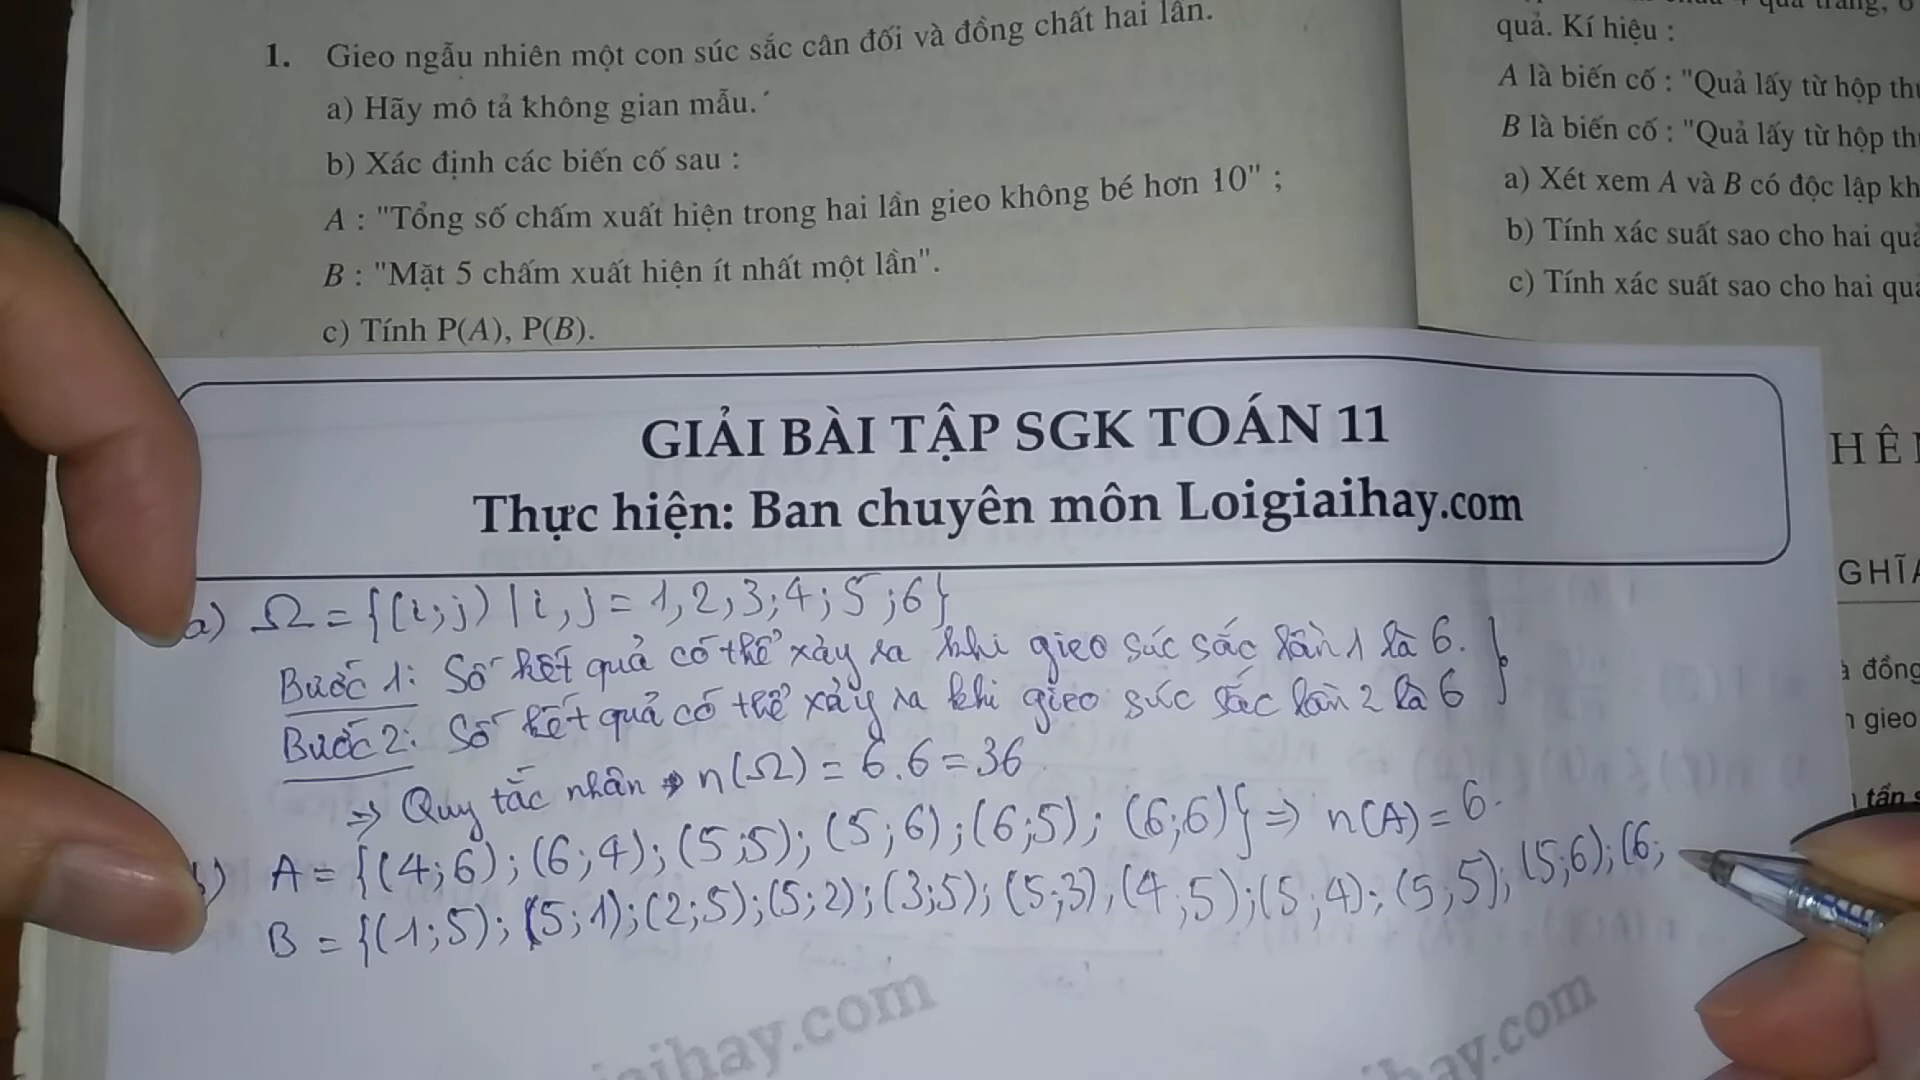 1. Gieo ngẫu nhiên một con súc sắc cân đối và đồng chất hai lần.
a) Hãy mô tả không gian mẫu.
b) Xác định các biến cố sau :
A : "Tổng số chấm xuất hiện trong hai lần gieo không bé hơn 10" ;
B : "Mặt 5 chấm xuất hiện ít nhất một lần".
c) Tính P(A), P(B).
quả. Kí hiệu :
A là biến cố : "Quả lấy từ hộp
B là biến cố : "Quả lấy từ hộp
a) Xét xem A và B có độc lập
b) Tính xác suất sao cho hai
c) Tính xác suất sao cho hai
GIẢI BÀI TẬP SGK TOÁN 11
Thực hiện: Ban chuyên môn Loigiaihay.com
a) Ω = {(i;j) | i, j = 1,2,3;4;5;6}
Bước 1: Số kết quả có thể xảy ra khi gieo súc sắc lần 1 là 6.
Bước 2: Số kết quả có thể xảy ra khi gieo súc sắc lần 2 là 6
⇒ Quy tắc nhân → n(Ω) = 6.6 = 36
b) A = {(4;6);(6;4);(5;5);(5;6);(6;5);(6;6)} ⇒ n(A) = 6.
B = {(1;5);(5;1);(2;5);(5;2);(3;5);(5;3),(4;5);(5;4);(5;5);(5;6);(6;
đồng
gieo
tần